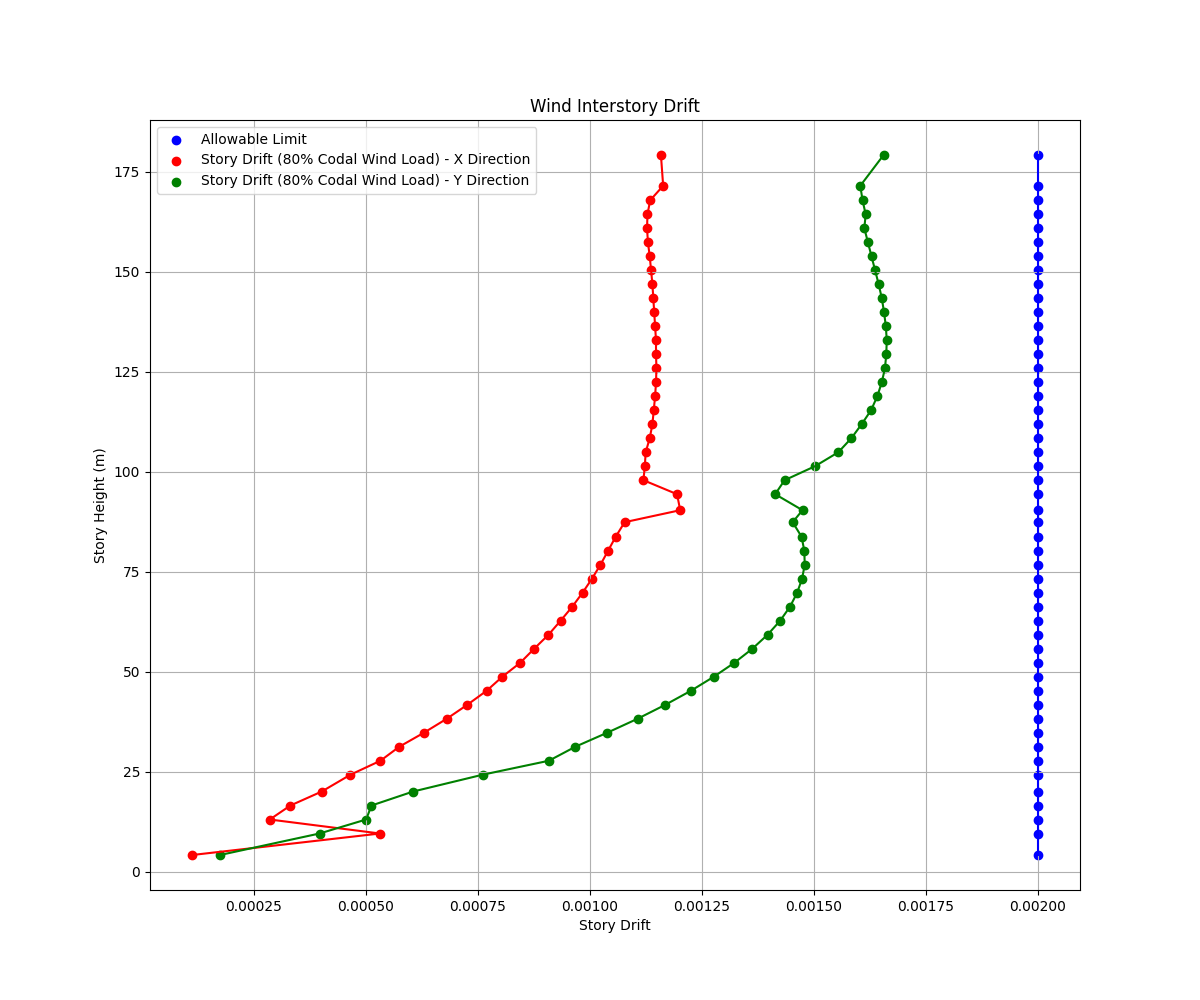 Wind Interstory Drift
Allowable Limit
Story Drift (80% Codal Wind Load) - X Direction
Story Drift (80% Codal Wind Load) - Y Direction
Story Height (m)
175
150
125
100
75
50
25
0
0.00025 0.00050 0.00075 0.00100 0.00125 0.00150 0.00175 0.00200
Story Drift